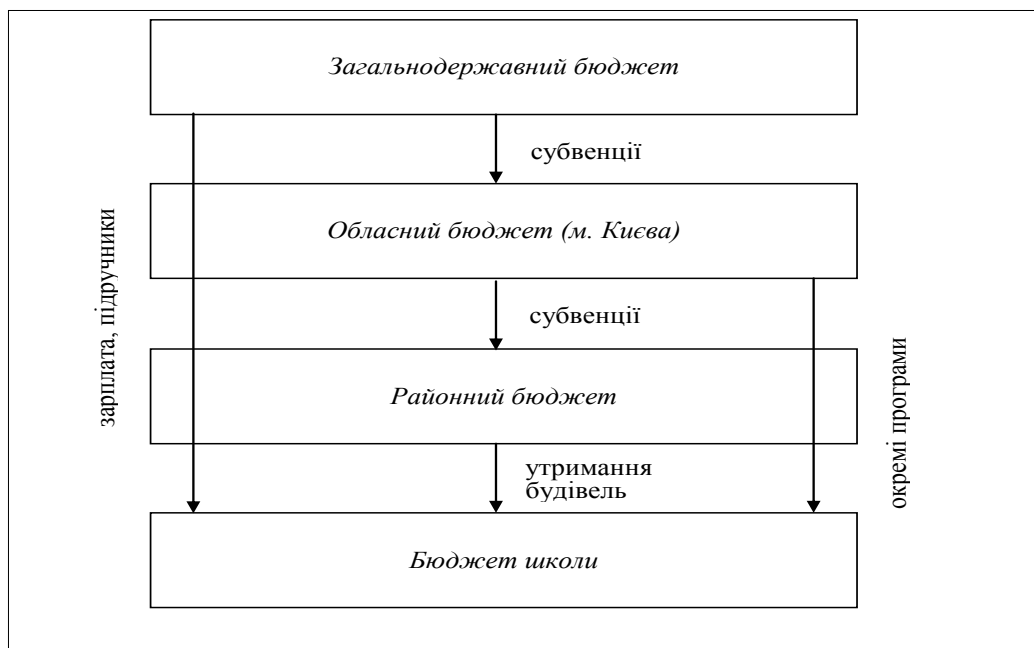 Загальнодержавний бюджет
субвенції
Обласний бюджет (м. Києва)
зарплата, підручники
субвенції
Районний бюджет
окремі програми
утримання
будівель
Бюджет школи